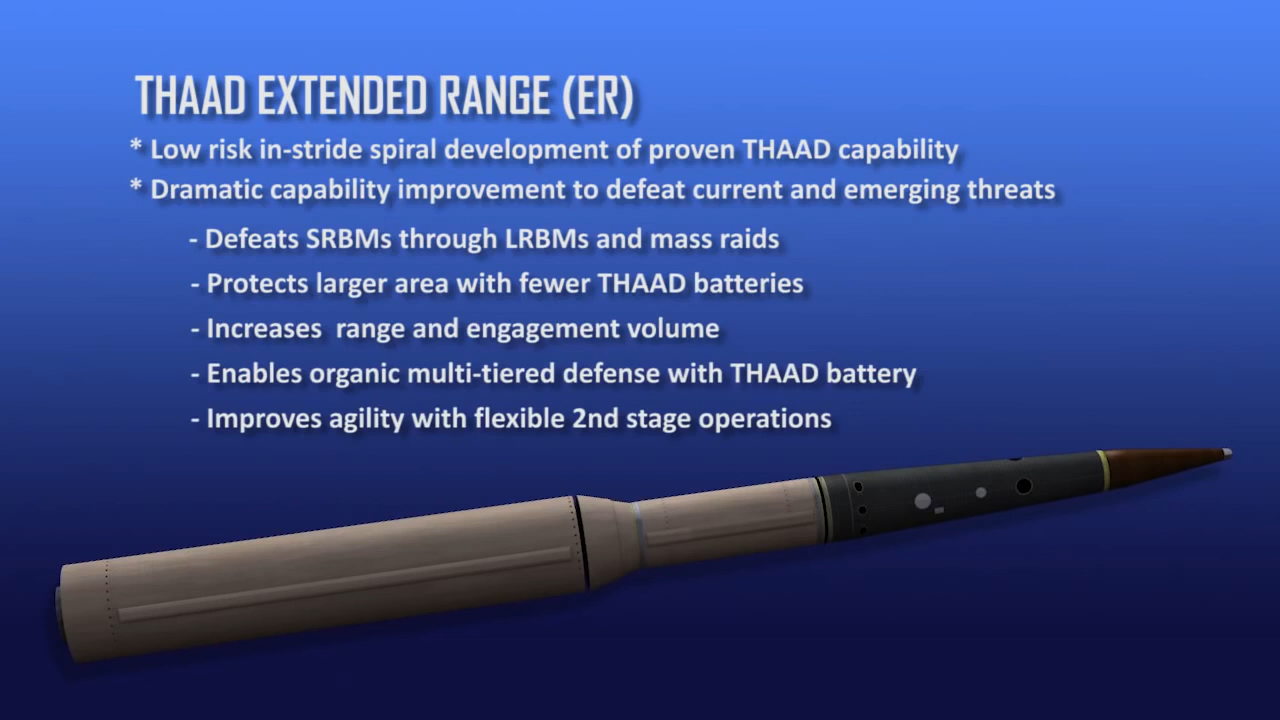 THAAD EXTENDED RANGE (ER)
* Low risk in-stride spiral development of proven THAAD capability
* Dramatic capability improvement to defeat current and emerging threats
- Defeats SRBMs through LRBMs and mass raids
- Protects larger area with fewer THAAD batteries
- Increases  range and engagement volume
- Enables organic multi-tiered defense with THAAD battery
- Improves agility with flexible 2nd stage operations